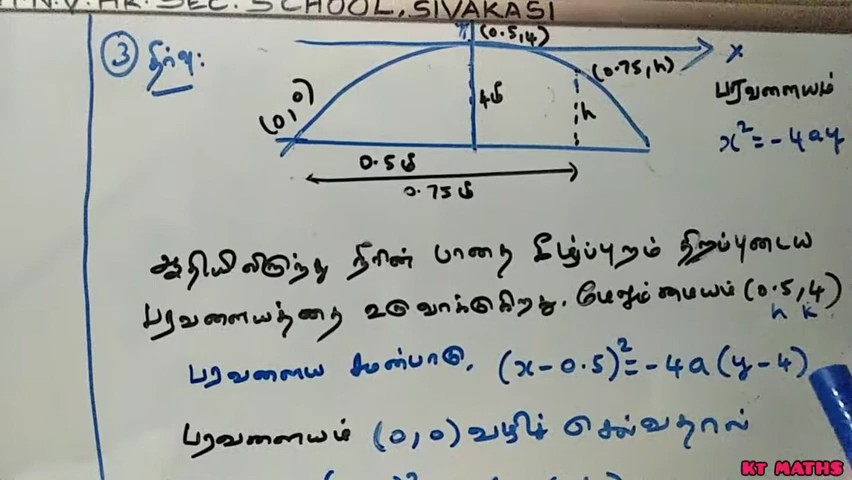 T.N.V. HR. SEC. SCHOOL, SIVAKASI
③ தீர்வு:
(0.5, 4)
x
(0.75, h)
(0, 0)
4மீ
h
பரவளையம்
x² = -4ay
0.5மீ
0.75மீ
ஆதியிலிருந்து நீரின் பாதை கீழ்ப்புறம் திறப்புடைய
பரவளையத்தை உருவாக்குகிறது. மேலும் மையம் (0.5, 4)
h k
பரவளைய சமன்பாடு, (x - 0.5)² = -4a(y - 4)
பரவளையம் (0, 0) வழிச் செல்வதால்
KT MATHS